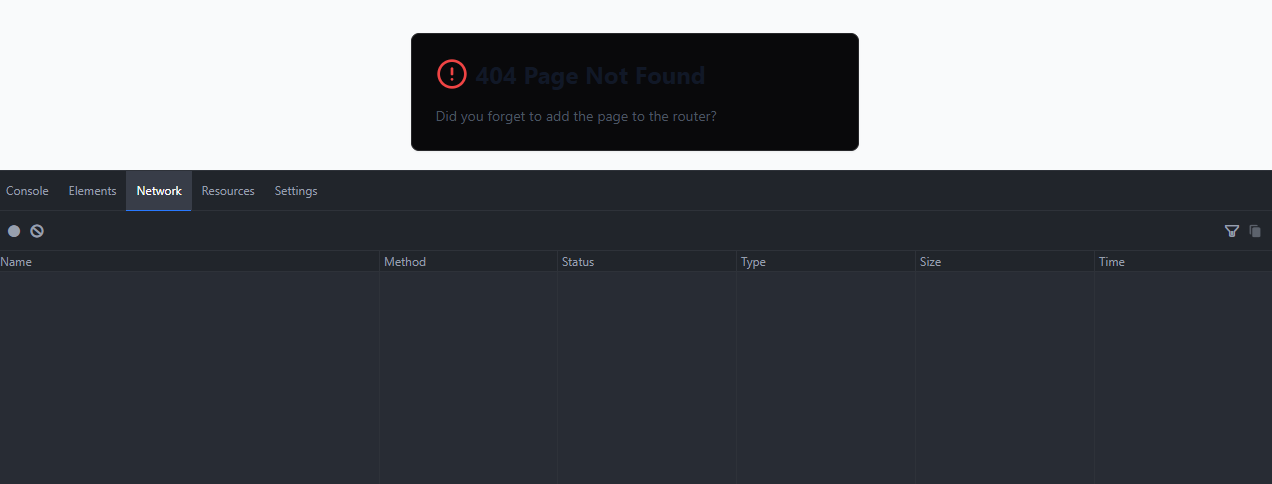 404 Page Not Found
Did you forget to add the page to the router?
Console Elements Network Resources Settings
Name Method Status Type Size Time